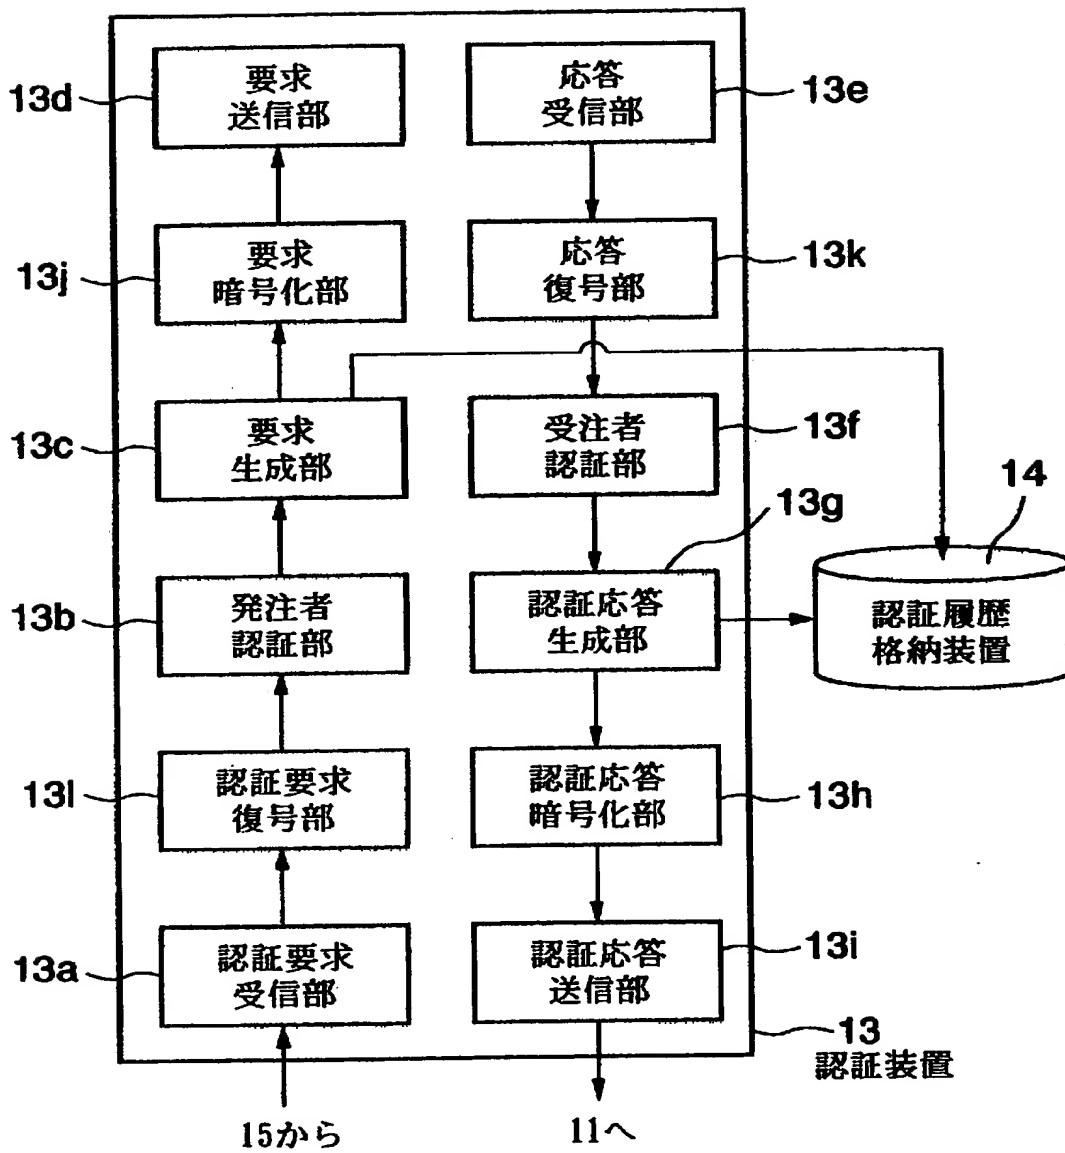 13d
要求
送信部
応答
受信部
13e
13j
要求
暗号化部
応答
復号部
13k
13c
要求
生成部
受注者
認証部
13f
13g
14
13b
発注者
認証部
認証応答
生成部
認証履歴
格納装置
13l
認証要求
復号部
認証応答
暗号化部
13h
13a
認証要求
受信部
認証応答
送信部
13i
13
認証装置
15から
11へ